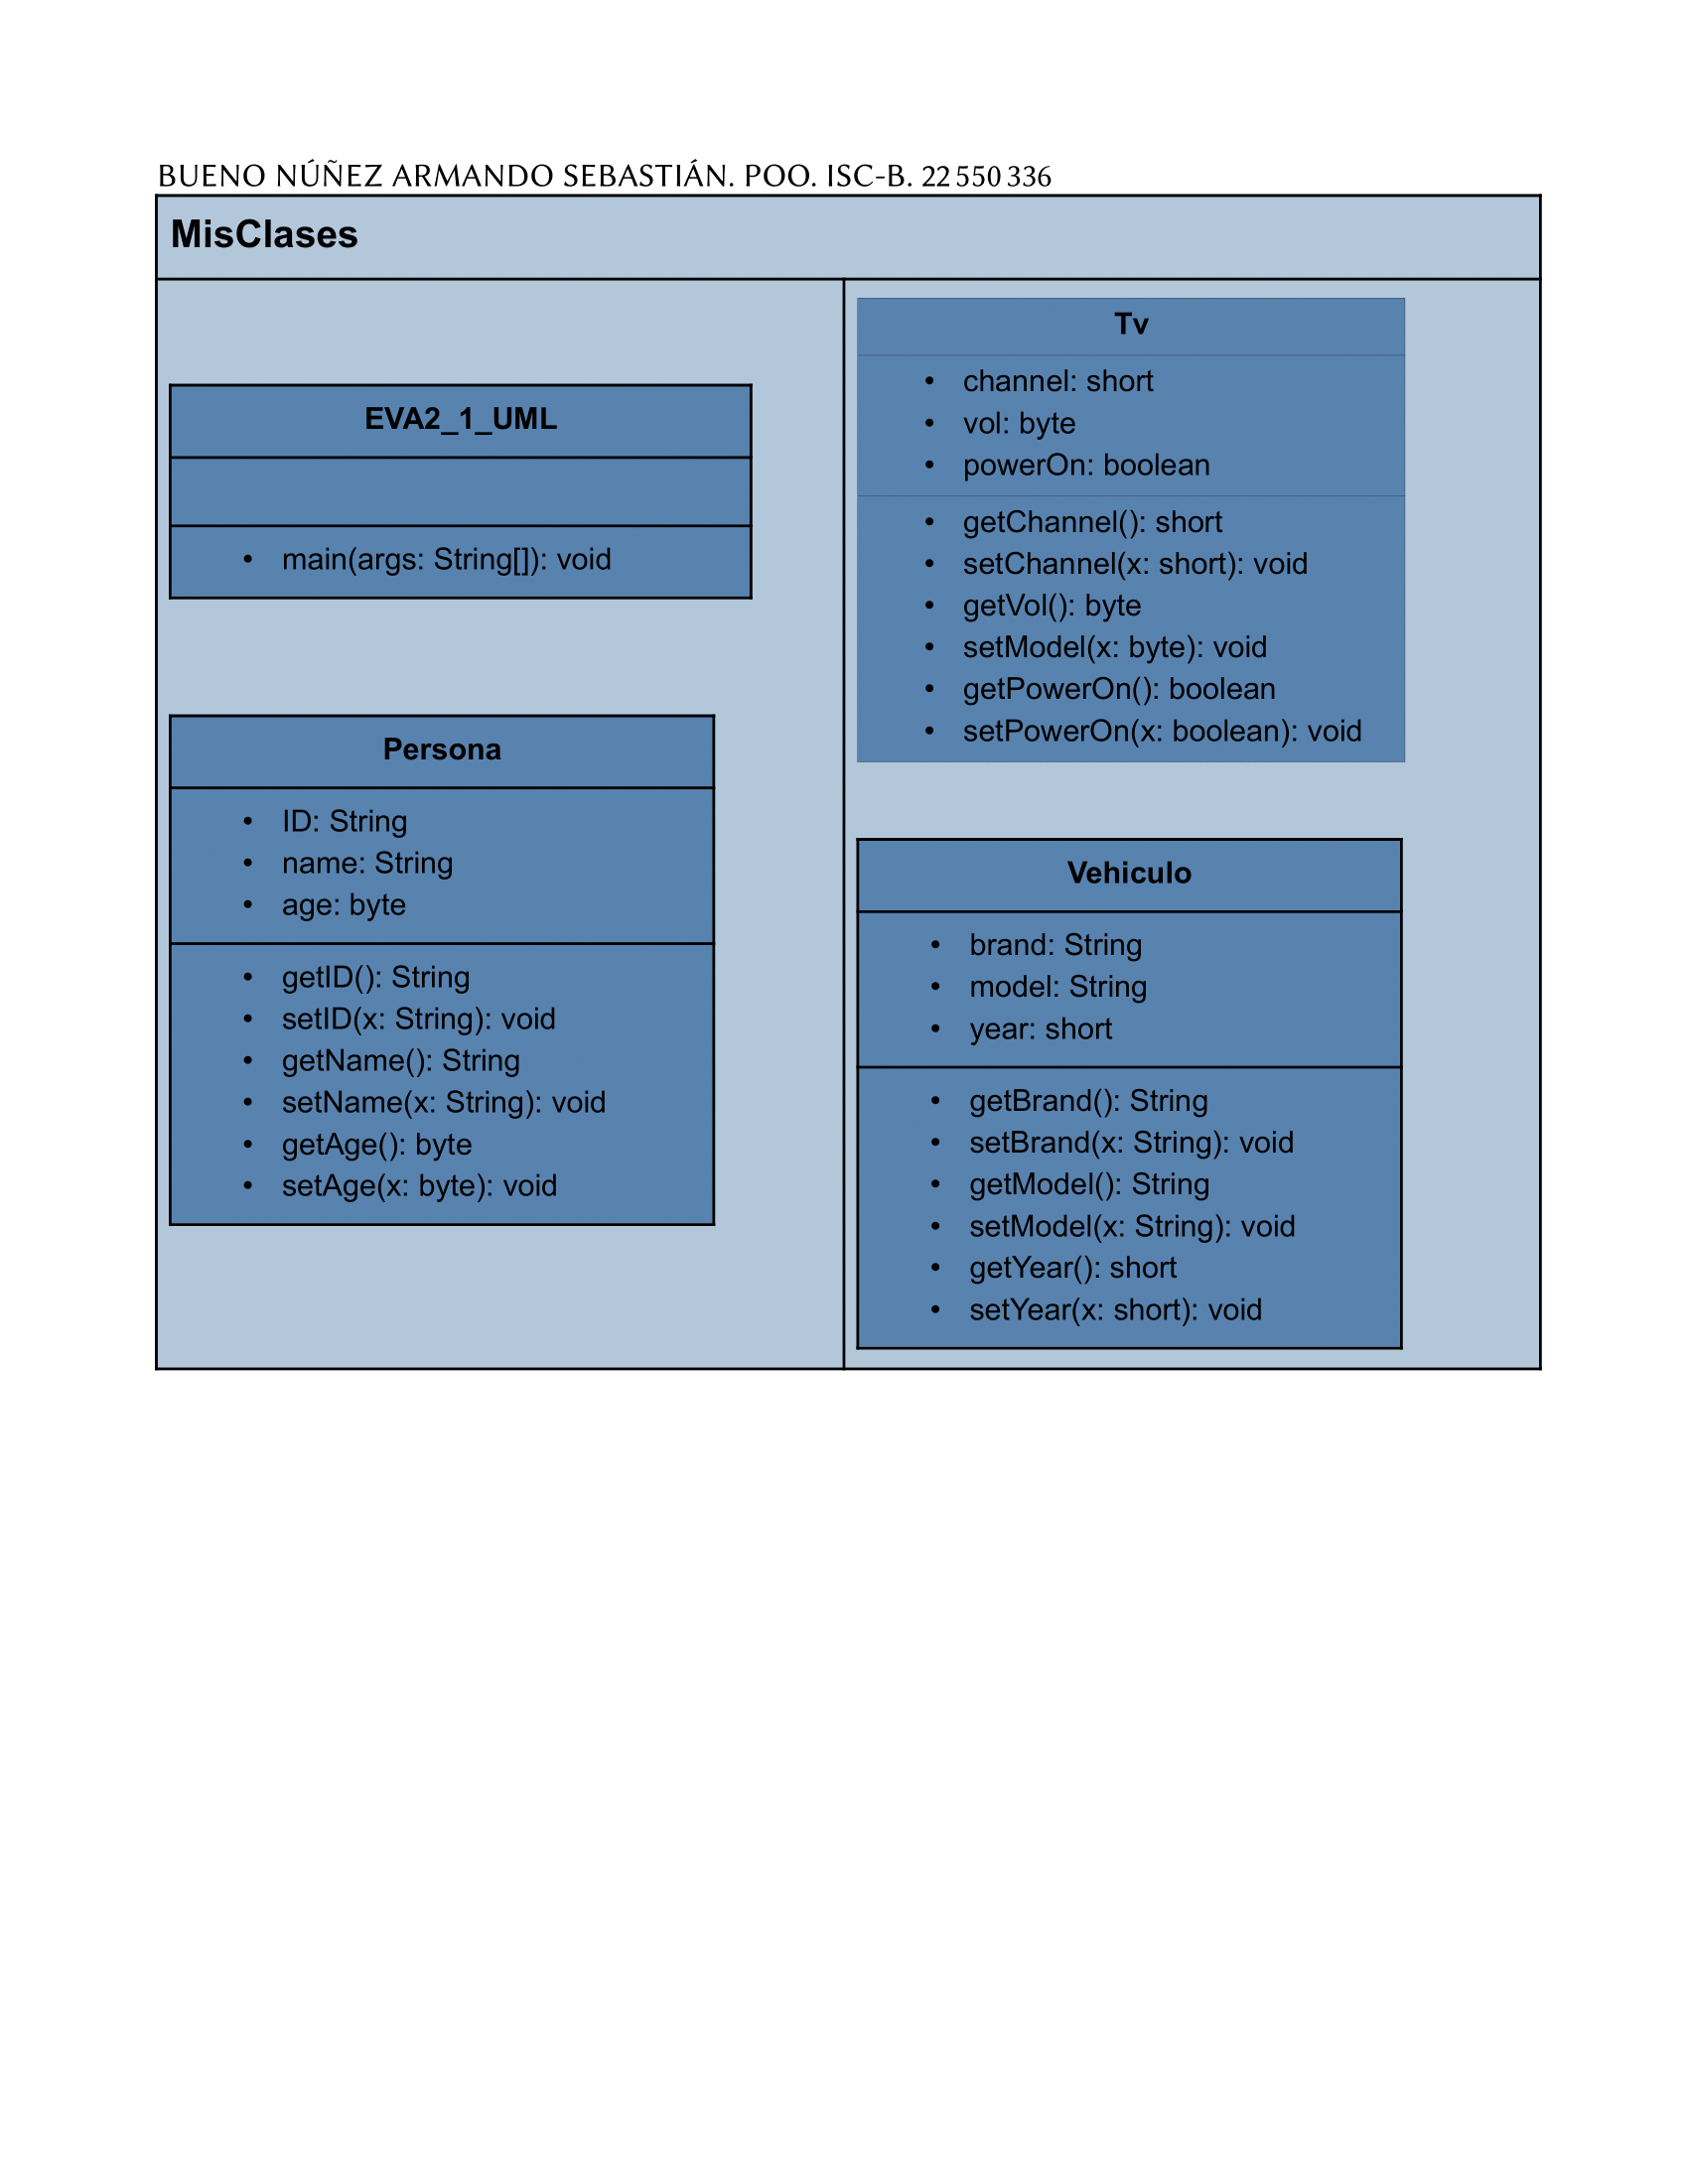 BUENO NÚÑEZ ARMANDO SEBASTIÁN. POO. ISC-B. 22 550 336
MisClases
EVA2_1_UML
• main(args: String[]): void
Persona
• ID: String
• name: String
• age: byte
• getID(): String
• setID(x: String): void
• getName(): String
• setName(x: String): void
• getAge(): byte
• setAge(x: byte): void
Tv
• channel: short
• vol: byte
• powerOn: boolean
• getChannel(): short
• setChannel(x: short): void
• getVol(): byte
• setModel(x: byte): void
• getPowerOn(): boolean
• setPowerOn(x: boolean): void
Vehiculo
• brand: String
• model: String
• year: short
• getBrand(): String
• setBrand(x: String): void
• getModel(): String
• setModel(x: String): void
• getYear(): short
• setYear(x: short): void